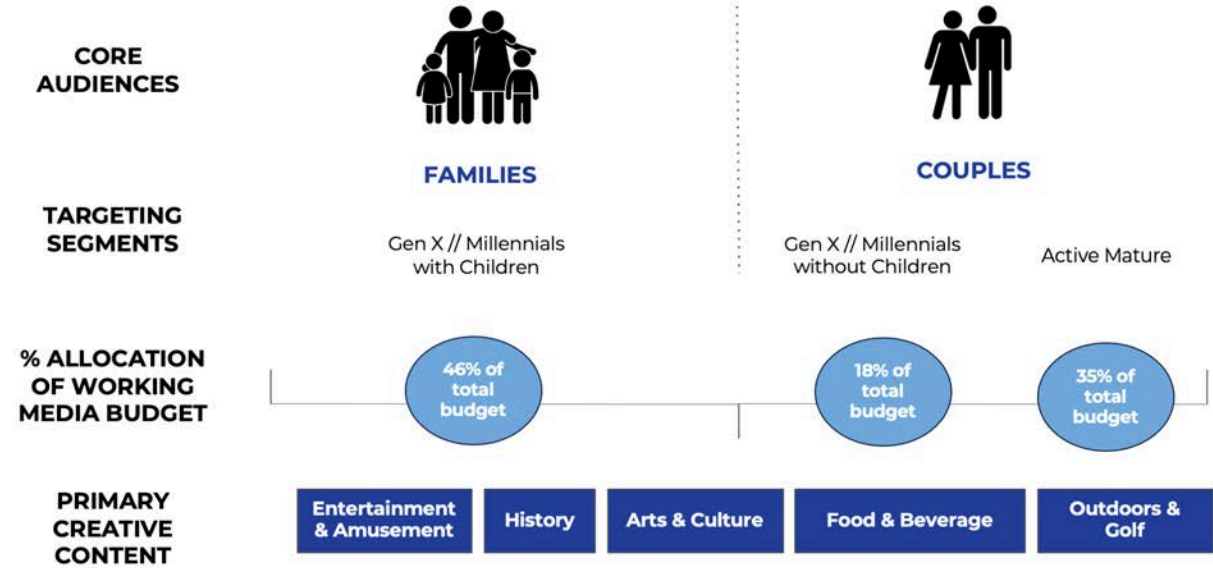 CORE
AUDIENCES
FAMILIES
COUPLES
TARGETING
SEGMENTS
Gen X // Millennials
with Children
Gen X // Millennials
without Children
Active Mature
% ALLOCATION
OF WORKING
MEDIA BUDGET
46% of
total
budget
18% of
total
budget
35% of
total
budget
PRIMARY
CREATIVE
CONTENT
Entertainment
& Amusement
History
Arts & Culture
Food & Beverage
Outdoors &
Golf